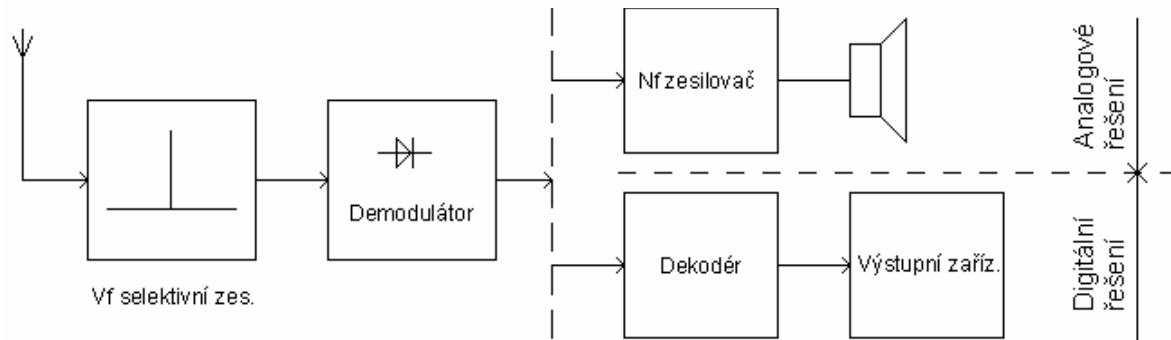 Nf zesilovač
Analogové
řešení
Demodulátor
Vf selektivní zes.
Dekodér
Výstupní zaříz.
Digitální
řešení